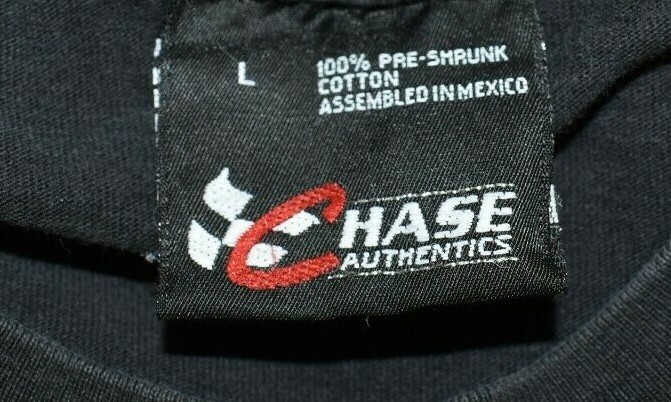 L
100% PRE-SHRUNK
COTTON
ASSEMBLED IN MEXICO
CHASE
AUTHENTICS